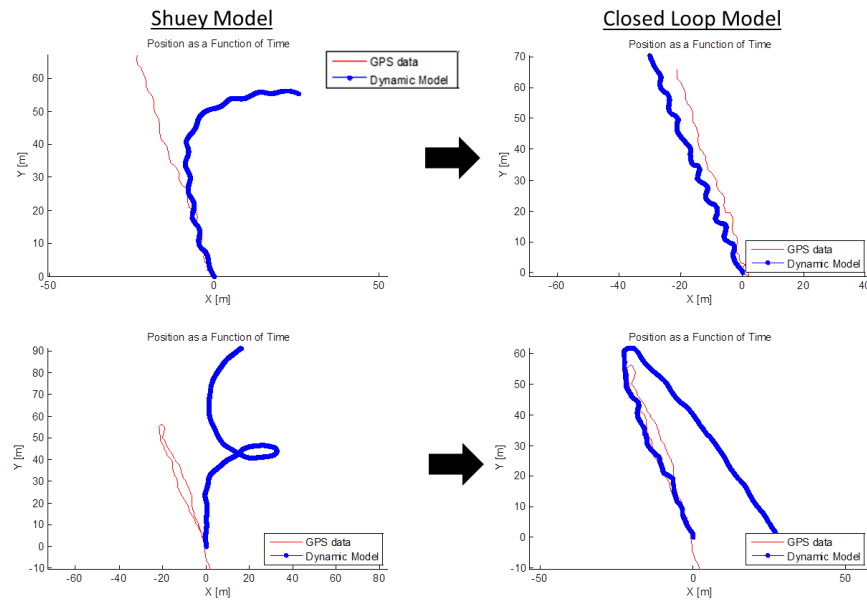 Shuey Model
Closed Loop Model
Position as a Function of Time
GPS data
Dynamic Model
Y [m]
60
50
40
30
20
10
0
-50
0
50
X [m]
Position as a Function of Time
Y [m]
70
60
50
40
30
20
10
0
-60
-40
-20
0
20
40
X [m]
GPS data
Dynamic Model
Position as a Function of Time
Y [m]
90
80
70
60
50
40
30
20
10
0
-10
-60
-40
-20
0
20
40
60
80
X [m]
GPS data
Dynamic Model
Position as a Function of Time
Y [m]
60
50
40
30
20
10
0
-10
-50
0
50
X [m]
GPS data
Dynamic Model